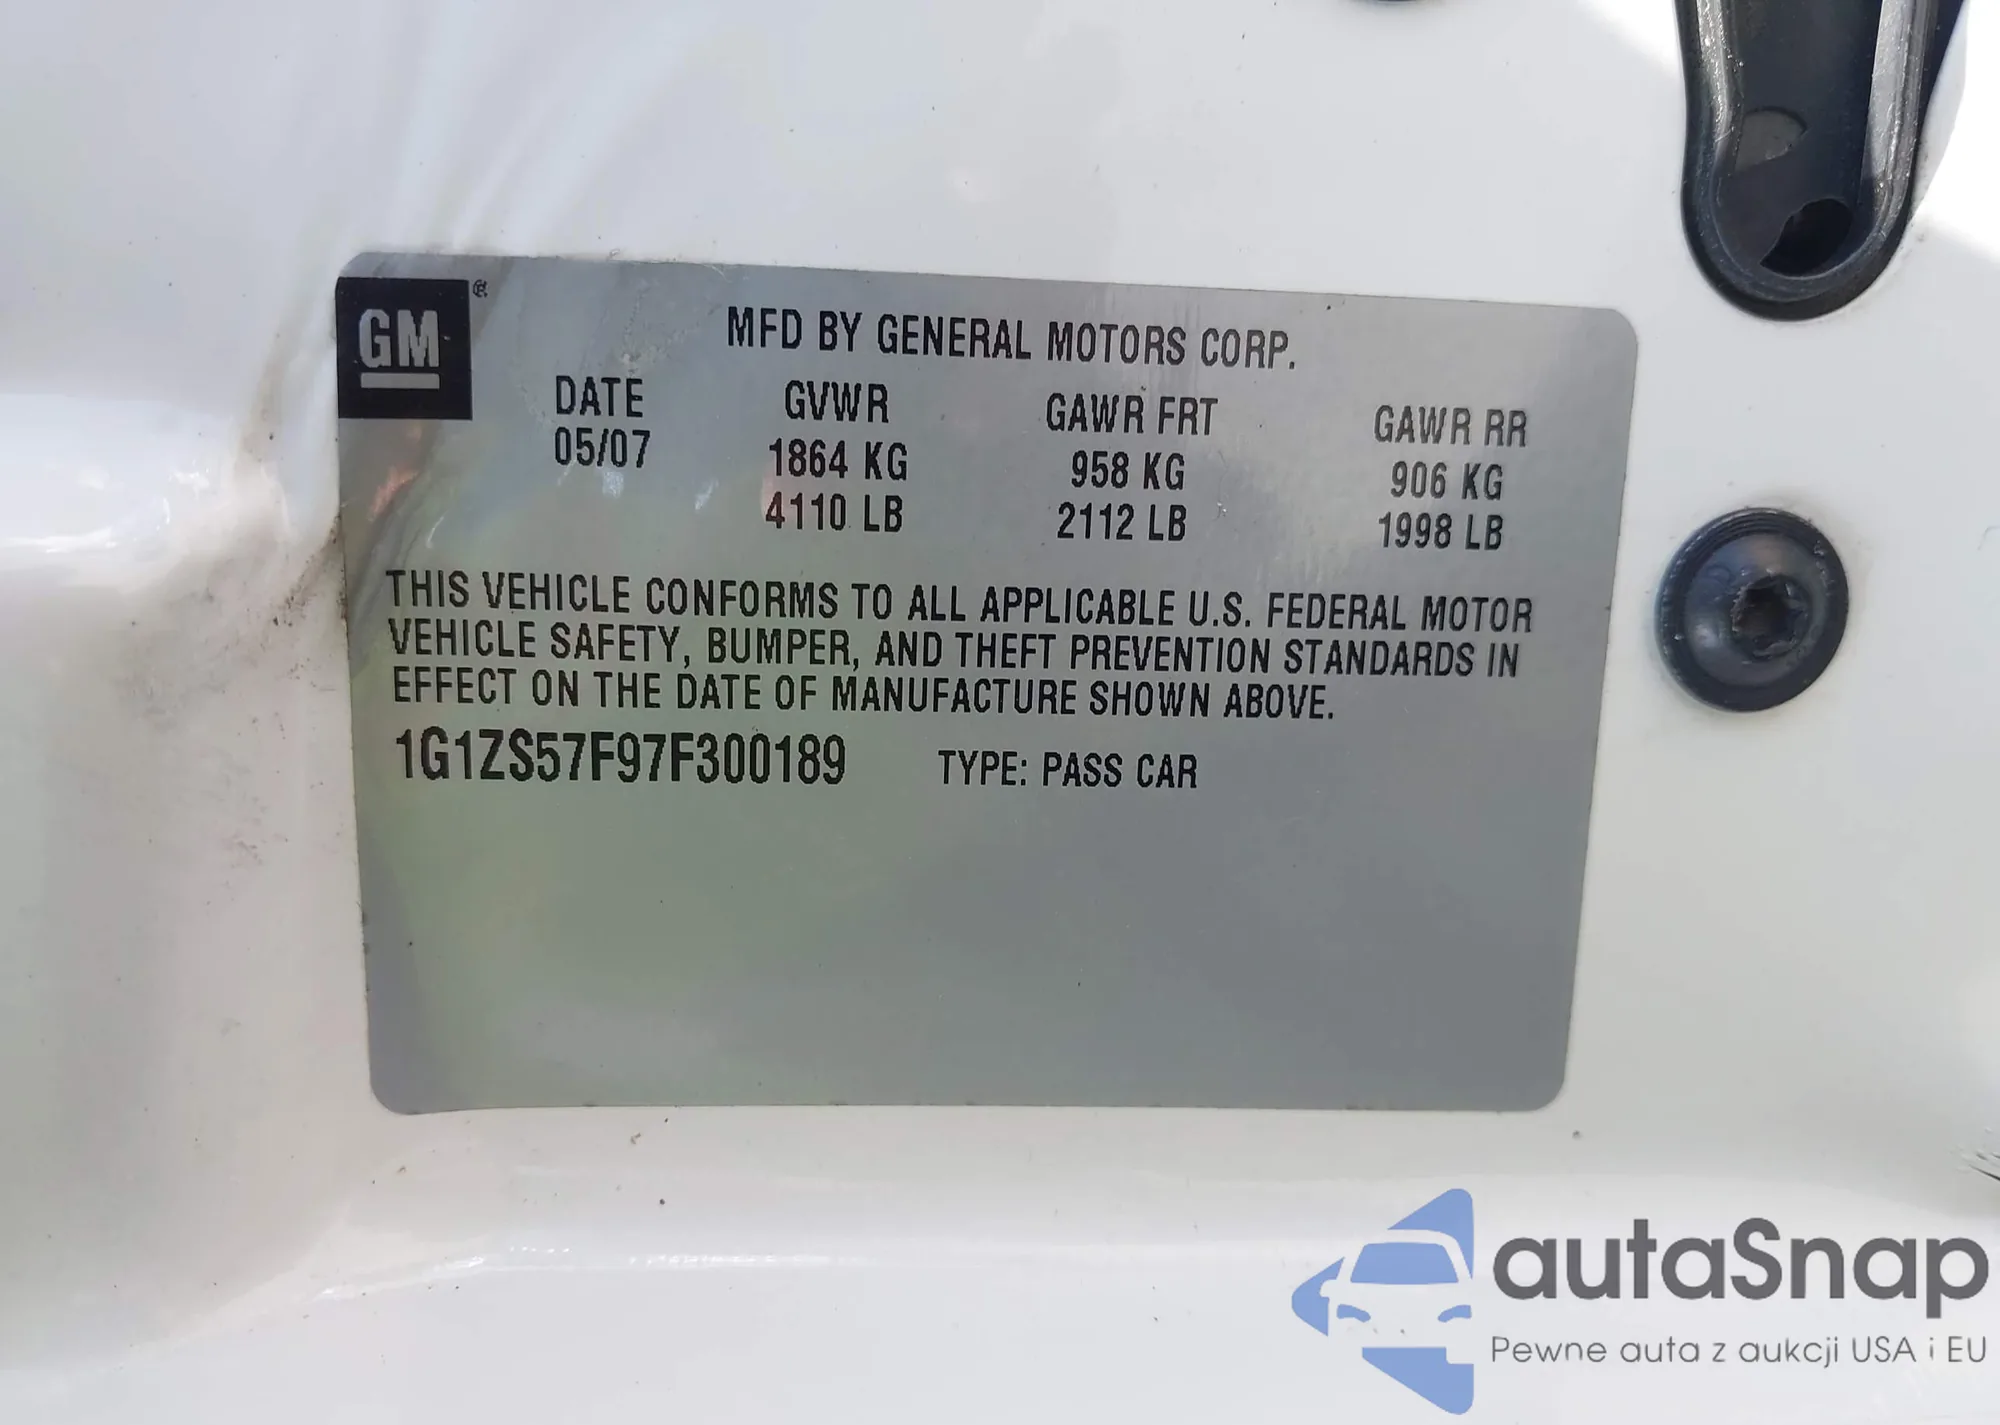 GM
MFD BY GENERAL MOTORS CORP.
DATE GVWR GAWR FRT GAWR RR
05/07 1864 KG 958 KG 906 KG
4110 LB 2112 LB 1998 LB
THIS VEHICLE CONFORMS TO ALL APPLICABLE U.S. FEDERAL MOTOR
VEHICLE SAFETY, BUMPER, AND THEFT PREVENTION STANDARDS IN
EFFECT ON THE DATE OF MANUFACTURE SHOWN ABOVE.
1G1ZS57F97F300189 TYPE: PASS CAR
autaSnap
Pewne auta z aukcji USA i EU